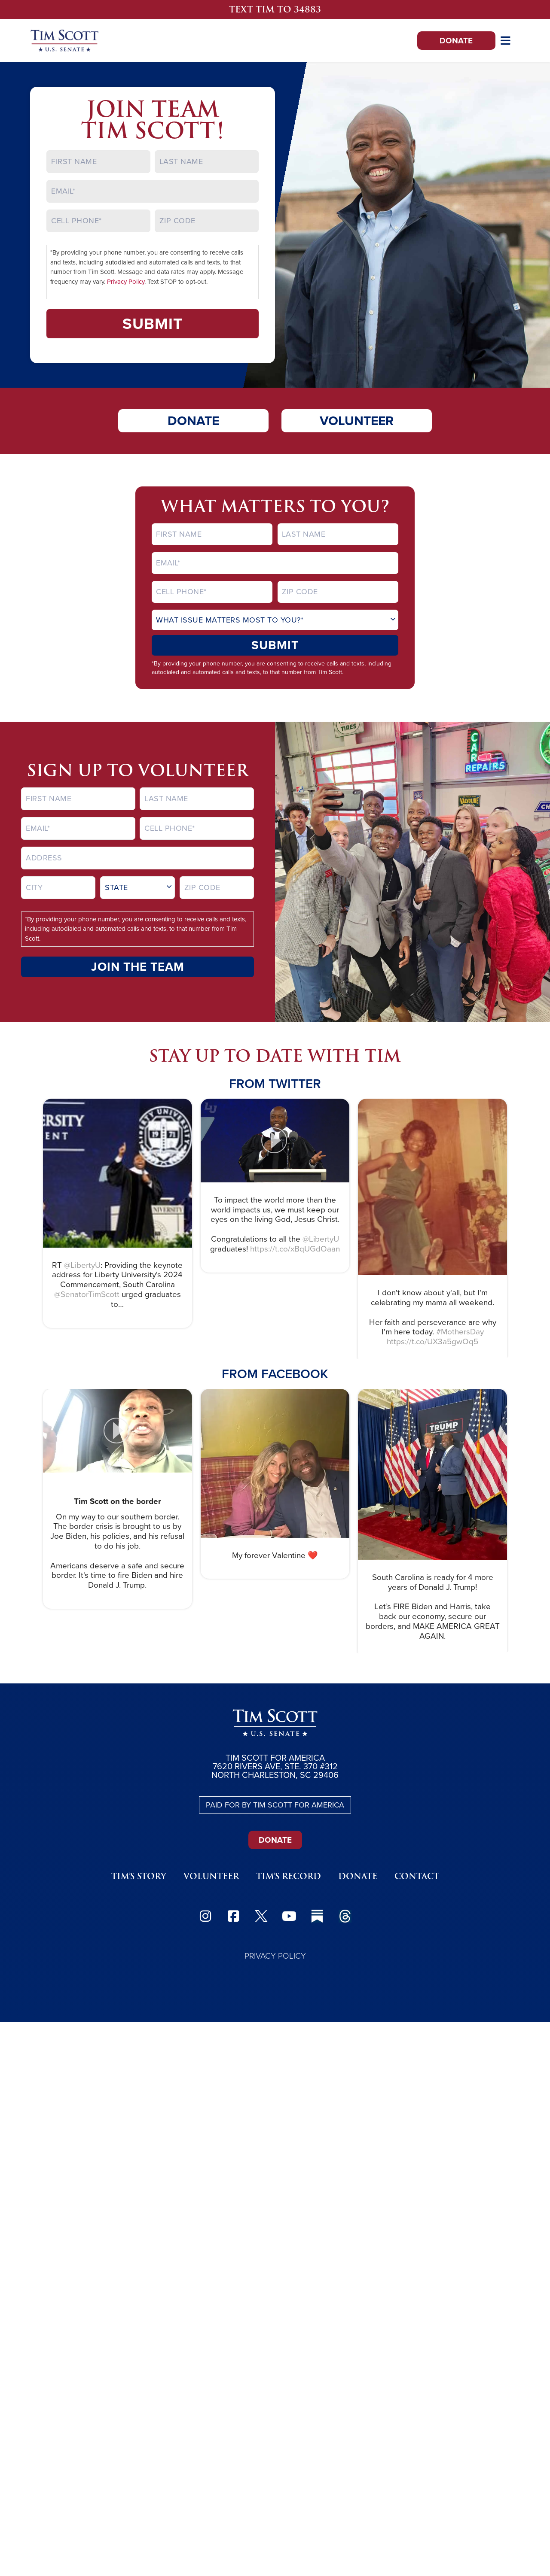 TEXT TIM TO 34883
TIM SCOTT
U.S. SENATE
DONATE
JOIN TEAM
TIM SCOTT!
FIRST NAME
LAST NAME
EMAIL*
CELL PHONE*
ZIP CODE
*By providing your phone number, you are consenting to receive calls
and texts, including autodialed and automated calls and texts, to that
number from Tim Scott. Message and data rates may apply. Message
frequency may vary. Privacy Policy. Text STOP to opt-out.
SUBMIT
DONATE
VOLUNTEER
WHAT MATTERS TO YOU?
FIRST NAME
LAST NAME
EMAIL*
CELL PHONE*
ZIP CODE
WHAT ISSUE MATTERS MOST TO YOU?*
SUBMIT
*By providing your phone number, you are consenting to receive calls and texts, including
autodialed and automated calls and texts, to that number from Tim Scott.
TIRES
CAR
REPAIRS
VALVOLINE
CH
SIGN UP TO VOLUNTEER
FIRST NAME
LAST NAME
EMAIL*
CELL PHONE*
ADDRESS
CITY
STATE
ZIP CODE
*By providing your phone number, you are consenting to receive calls and texts,
including autodialed and automated calls and texts, to that number from Tim
Scott.
JOIN THE TEAM
STAY UP TO DATE WITH TIM
FROM TWITTER
RT @LibertyU: Providing the keynote
address for Liberty University's 2024
Commencement, South Carolina
@SenatorTimScott urged graduates
to…
To impact the world more than the
world impacts us, we must keep our
eyes on the living God, Jesus Christ.
Congratulations to all the @LibertyU
graduates! https://t.co/xBqUGdOaan
I don't know about y'all, but I'm
celebrating my mama all weekend.
Her faith and perseverance are why
I'm here today. #MothersDay
https://t.co/UX3a5gwOq5
FROM FACEBOOK
Tim Scott on the border
On my way to our southern border.
The border crisis is brought to us by
Joe Biden, his policies, and his refusal
to do his job.
Americans deserve a safe and secure
border. It's time to fire Biden and hire
Donald J. Trump.
My forever Valentine ❤️
TRUMP
South Carolina is ready for 4 more
years of Donald J. Trump!
Let's FIRE Biden and Harris, take
back our economy, secure our
borders, and MAKE AMERICA GREAT
AGAIN.
TIM SCOTT
U.S. SENATE
TIM SCOTT FOR AMERICA
7620 RIVERS AVE, STE. 370 #312
NORTH CHARLESTON, SC 29406
PAID FOR BY TIM SCOTT FOR AMERICA
DONATE
TIM'S STORY
VOLUNTEER
TIM'S RECORD
DONATE
CONTACT
PRIVACY POLICY